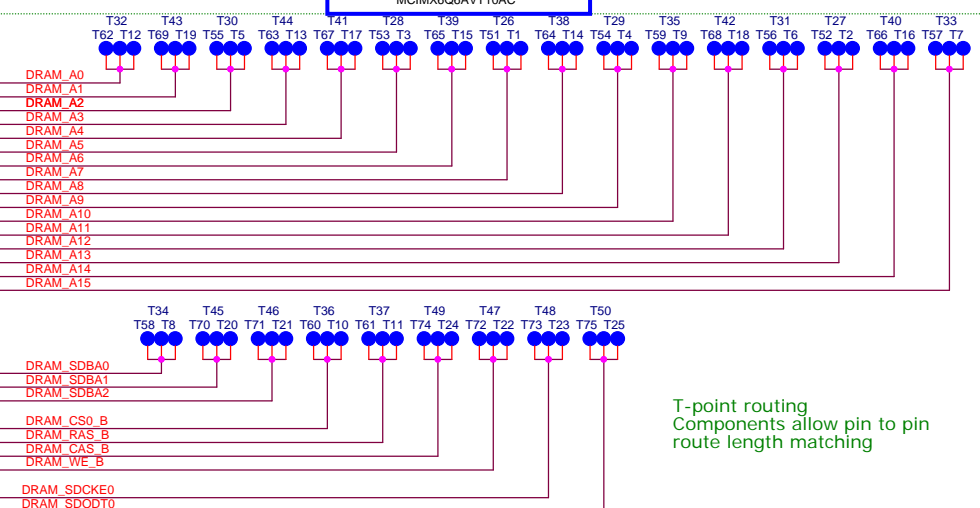 MCIMX6Q6AVT10AC
T32 T43 T30 T44 T41 T28 T39 T26 T38 T29 T35 T42 T31 T27 T40 T33
T62 T12 T69 T19 T55 T5 T63 T13 T67 T17 T53 T3 T65 T15 T51 T1 T64 T14 T54 T4 T59 T9 T68 T18 T56 T6 T52 T2 T66 T16 T57 T7
DRAM_A0
DRAM_A1
DRAM_A2
DRAM_A3
DRAM_A4
DRAM_A5
DRAM_A6
DRAM_A7
DRAM_A8
DRAM_A9
DRAM_A10
DRAM_A11
DRAM_A12
DRAM_A13
DRAM_A14
DRAM_A15
T34 T45 T46 T36 T37 T49 T47 T48 T50
T58 T8 T70 T20 T71 T21 T60 T10 T61 T11 T74 T24 T72 T22 T73 T23 T75 T25
DRAM_SDBA0
DRAM_SDBA1
DRAM_SDBA2
DRAM_CS0_B
DRAM_RAS_B
DRAM_CAS_B
DRAM_WE_B
DRAM_SDCKE0
DRAM_SDODT0
T-point routing
Components allow pin to pin
route length matching